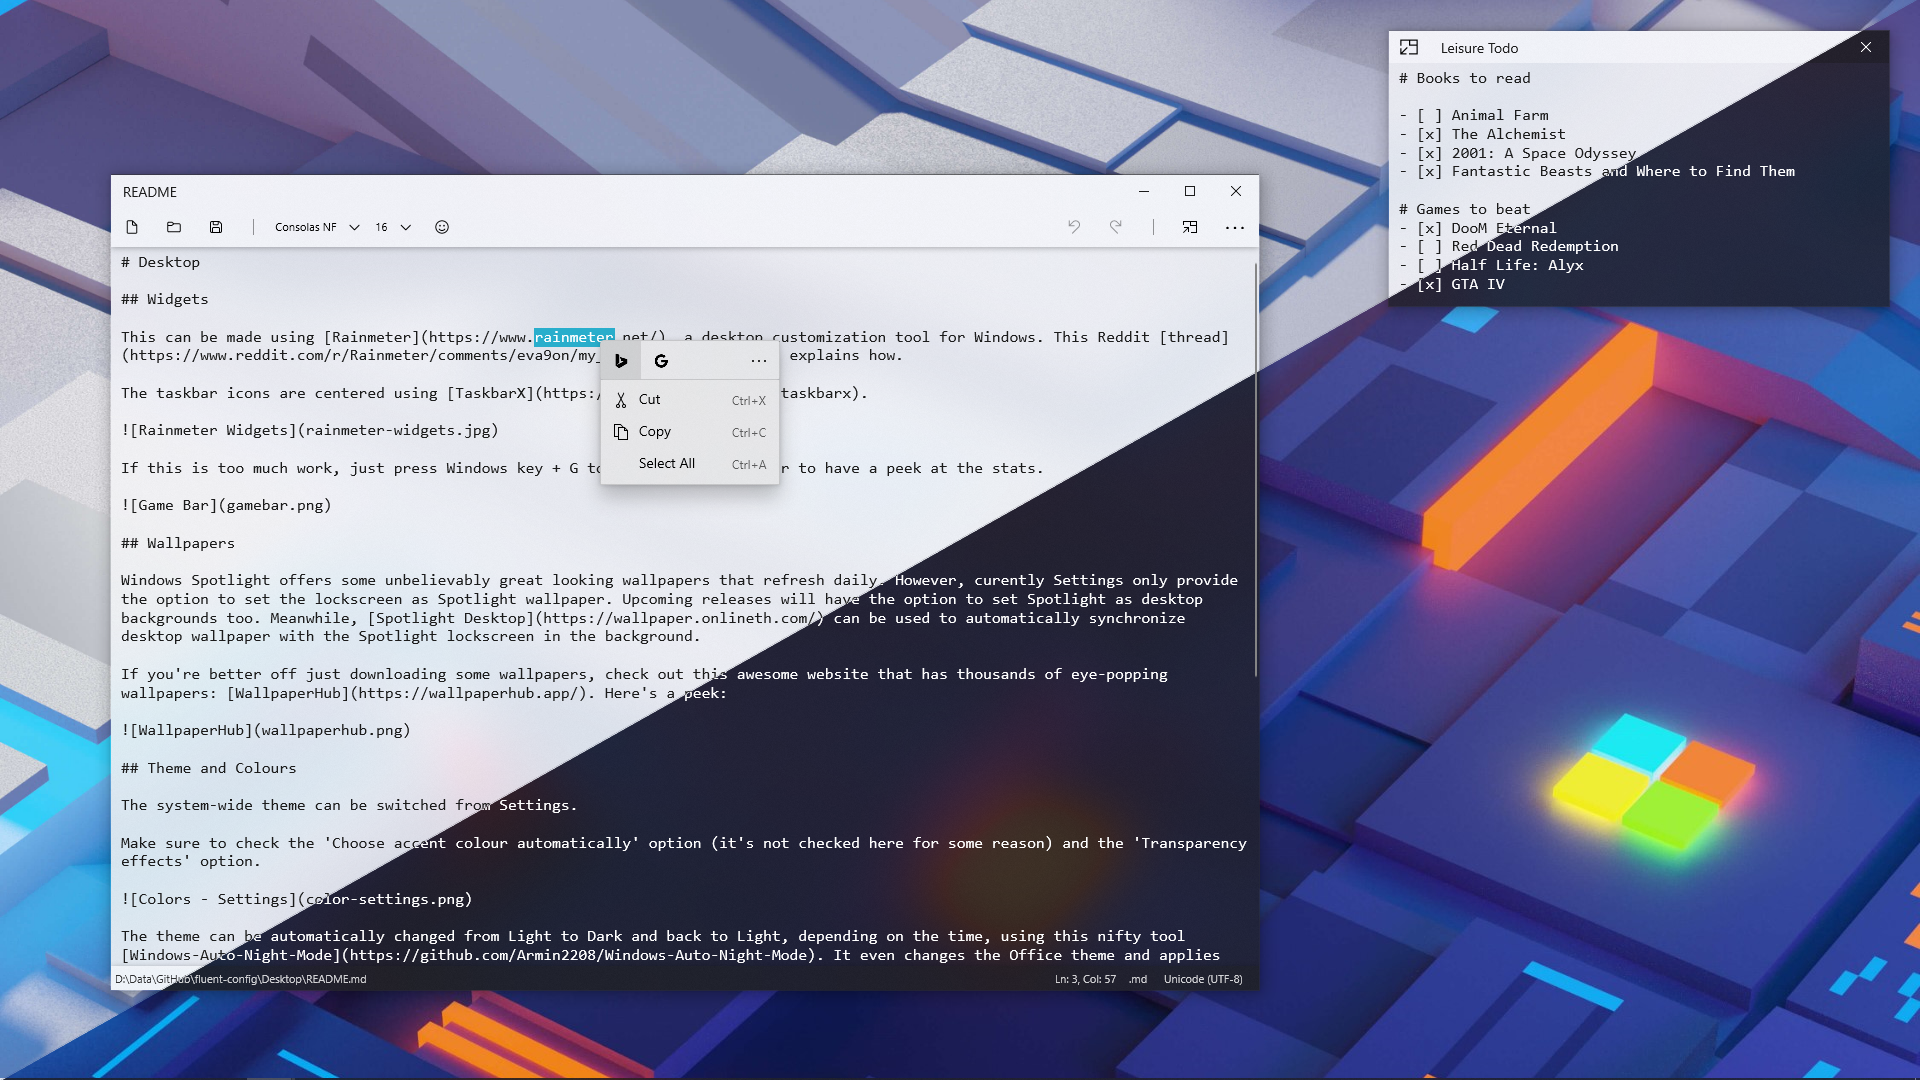 README
Consolas NF 16
# Desktop
## Widgets
This can be made using [Rainmeter](https://www.rainmeter.net/), a desktop customization tool for Windows. This Reddit [thread]
(https://www.reddit.com/r/Rainmeter/comments/eva9on/my_ explains how.
The taskbar icons are centered using [TaskbarX](https:/ taskbarx).
![Rainmeter Widgets](rainmeter-widgets.jpg)
If this is too much work, just press Windows key + G to r to have a peek at the stats.
![Game Bar](gamebar.png)
## Wallpapers
Windows Spotlight offers some unbelievably great looking wallpapers that refresh daily. However, curently Settings only provide
the option to set the lockscreen as Spotlight wallpaper. Upcoming releases will have the option to set Spotlight as desktop
backgrounds too. Meanwhile, [Spotlight Desktop](https://wallpaper.onlineth.com/) can be used to automatically synchronize
desktop wallpaper with the Spotlight lockscreen in the background.
If you're better off just downloading some wallpapers, check out this awesome website that has thousands of eye-popping
wallpapers: [WallpaperHub](https://wallpaperhub.app/). Here's a peek:
![WallpaperHub](wallpaperhub.png)
## Theme and Colours
The system-wide theme can be switched from Settings.
Make sure to check the 'Choose accent colour automatically' option (it's not checked here for some reason) and the 'Transparency
effects' option.
![Colors - Settings](color-settings.png)
The theme can be automatically changed from Light to Dark and back to Light, depending on the time, using this nifty tool
[Windows-Auto-Night-Mode](https://github.com/Armin2208/Windows-Auto-Night-Mode). It even changes the Office theme and applies
D:\Data\GitHub\fluent-config\Desktop\README.md Ln: 3, Col: 57 .md Unicode (UTF-8)
G
Cut Ctrl+X
Copy Ctrl+C
Select All Ctrl+A
Leisure Todo
# Books to read
- [ ] Animal Farm
- [x] The Alchemist
- [x] 2001: A Space Odyssey
- [x] Fantastic Beasts and Where to Find Them
# Games to beat
- [x] DooM Eternal
- [ ] Red Dead Redemption
- [ ] Half Life: Alyx
- [x] GTA IV